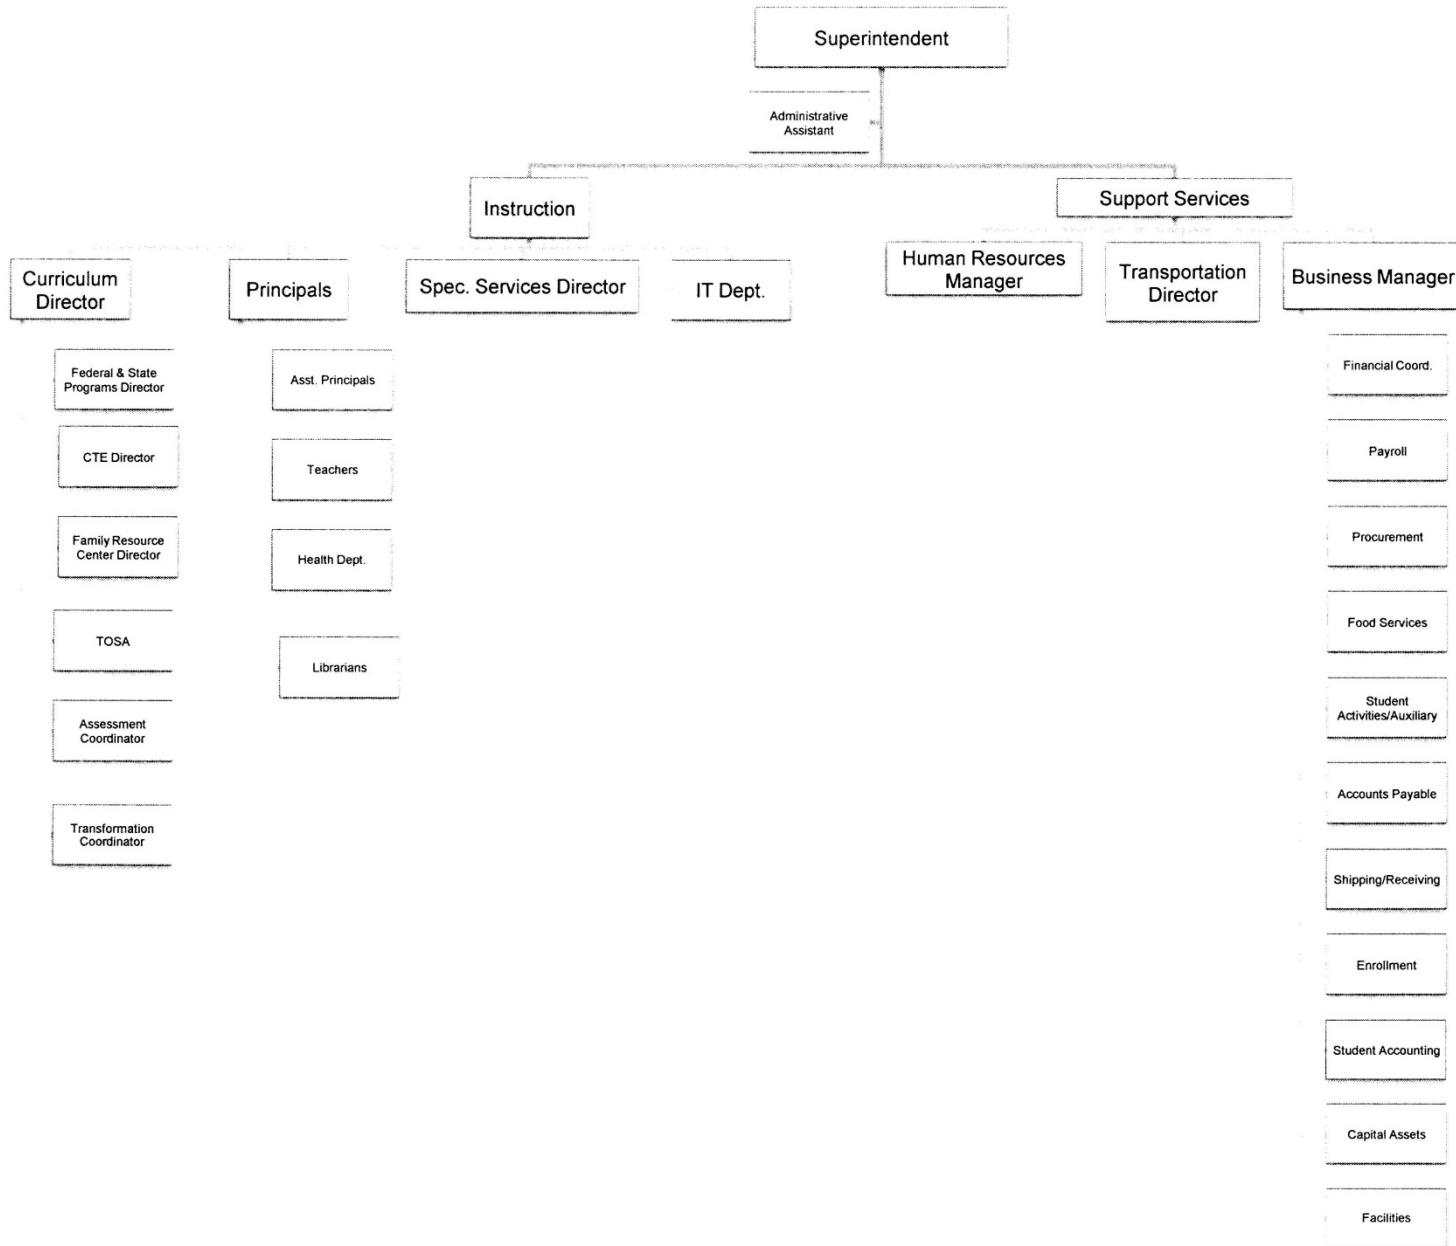 Superintendent
Administrative
Assistant
Instruction
Support Services
Curriculum
Director
Principals
Spec. Services Director
IT Dept.
Human Resources
Manager
Transportation
Director
Business Manager
Federal & State
Programs Director
CTE Director
Family Resource
Center Director
TOSA
Assessment
Coordinator
Transformation
Coordinator
Asst. Principals
Teachers
Health Dept.
Librarians
Financial Coord.
Payroll
Procurement
Food Services
Student
Activities/Auxiliary
Accounts Payable
Shipping/Receiving
Enrollment
Student Accounting
Capital Assets
Facilities